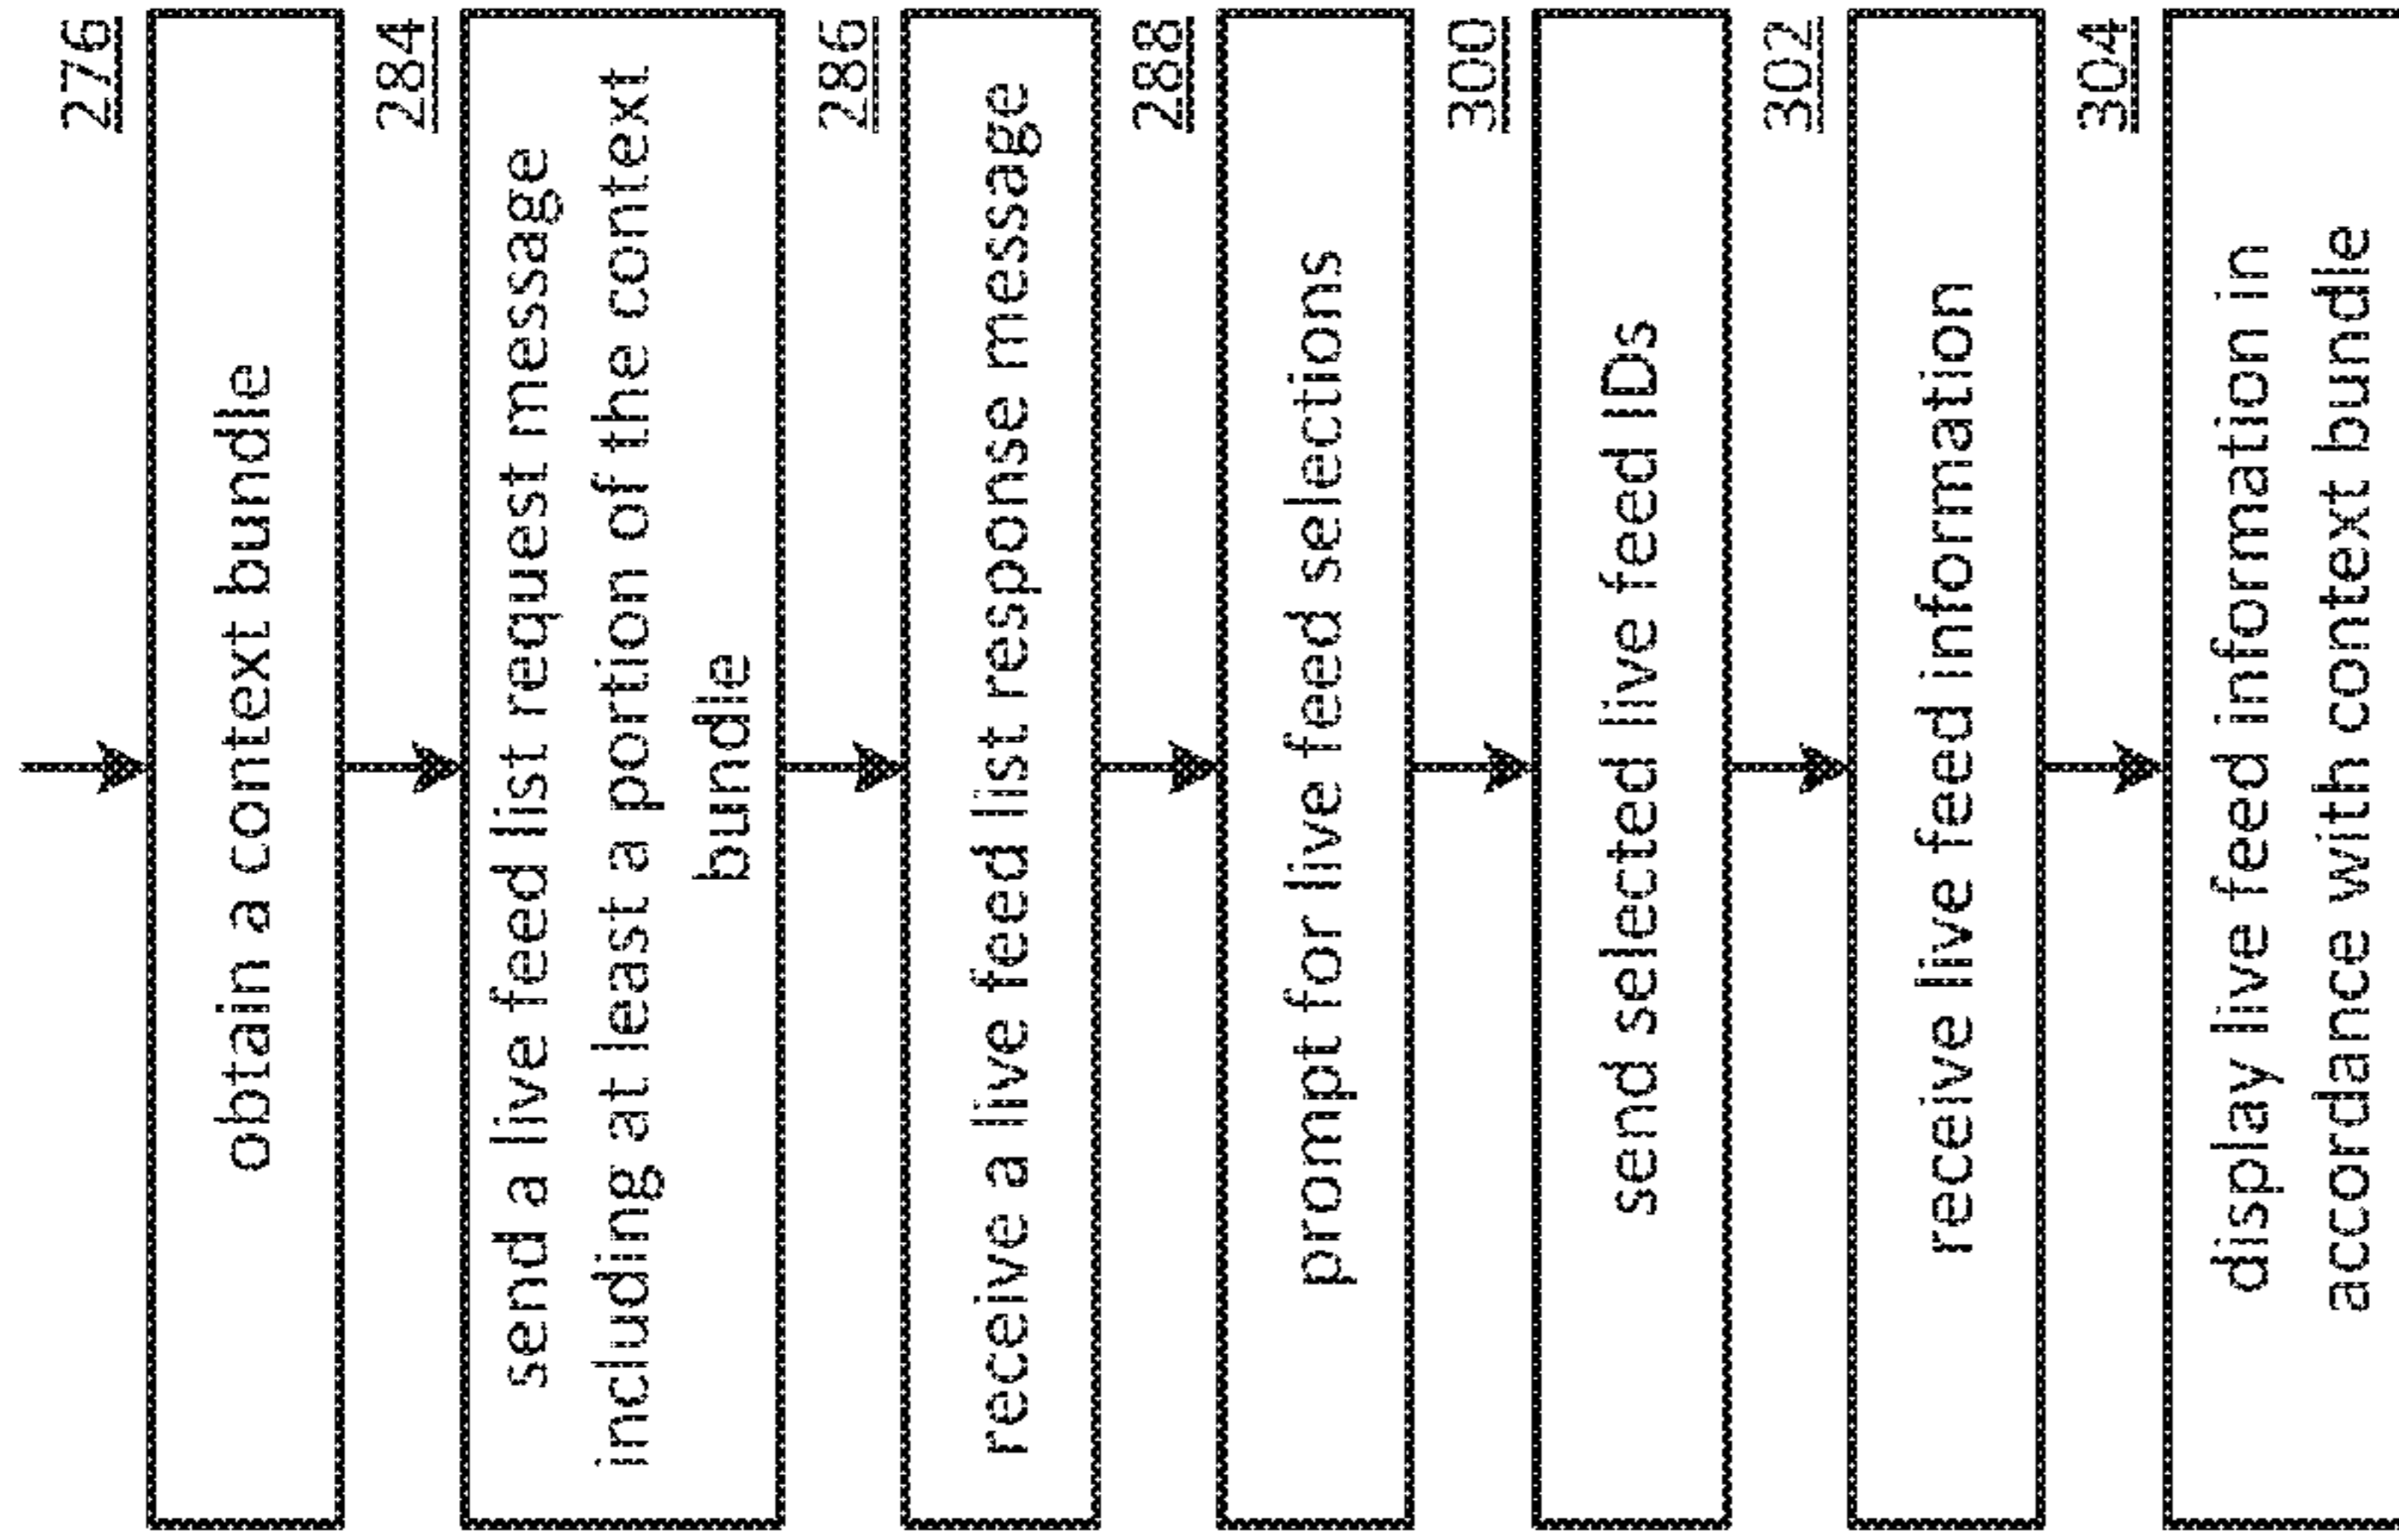 276
obtain a context bundle
284
send a live feed list request message
including at least a portion of the context
bundle
286
receive a live feed list response message
288
prompt for live feed selections
300
send selected live feed IDs
302
receive live feed information
304
display live feed information in
accordance with context bundle